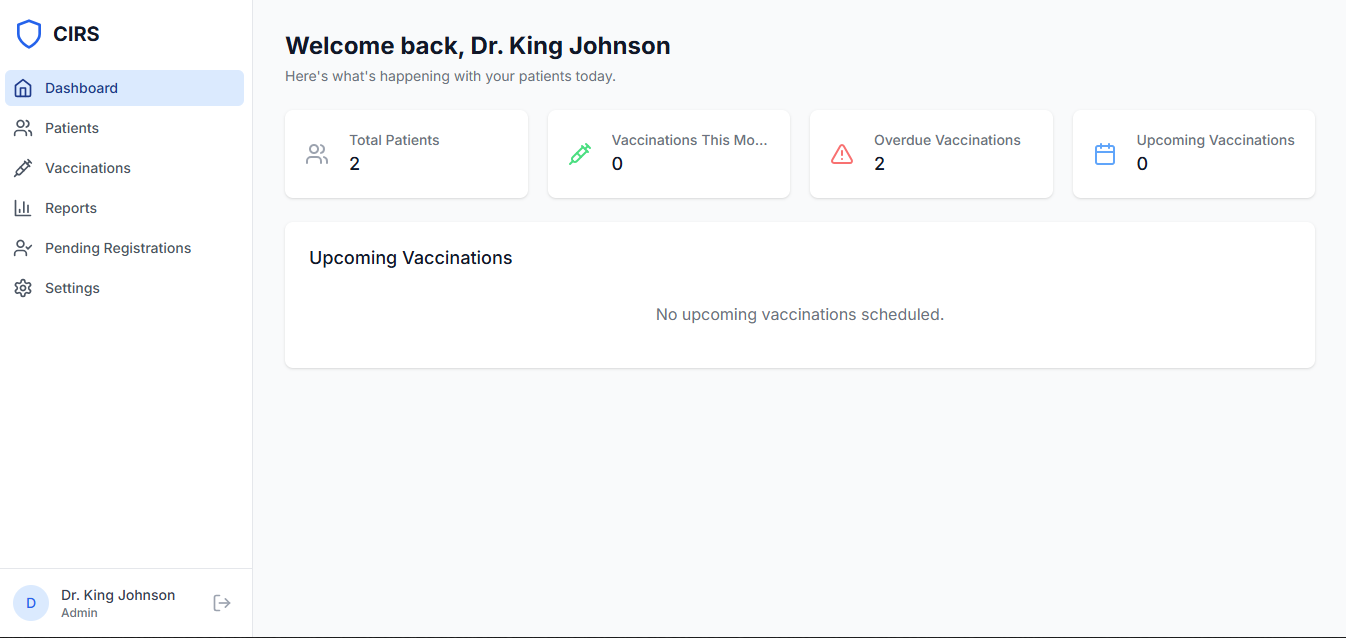 CIRS
Dashboard
Patients
Vaccinations
Reports
Pending Registrations
Settings
D
Dr. King Johnson
Admin
Welcome back, Dr. King Johnson
Here's what's happening with your patients today.
Total Patients
2
Vaccinations This Mo...
0
Overdue Vaccinations
2
Upcoming Vaccinations
0
Upcoming Vaccinations
No upcoming vaccinations scheduled.